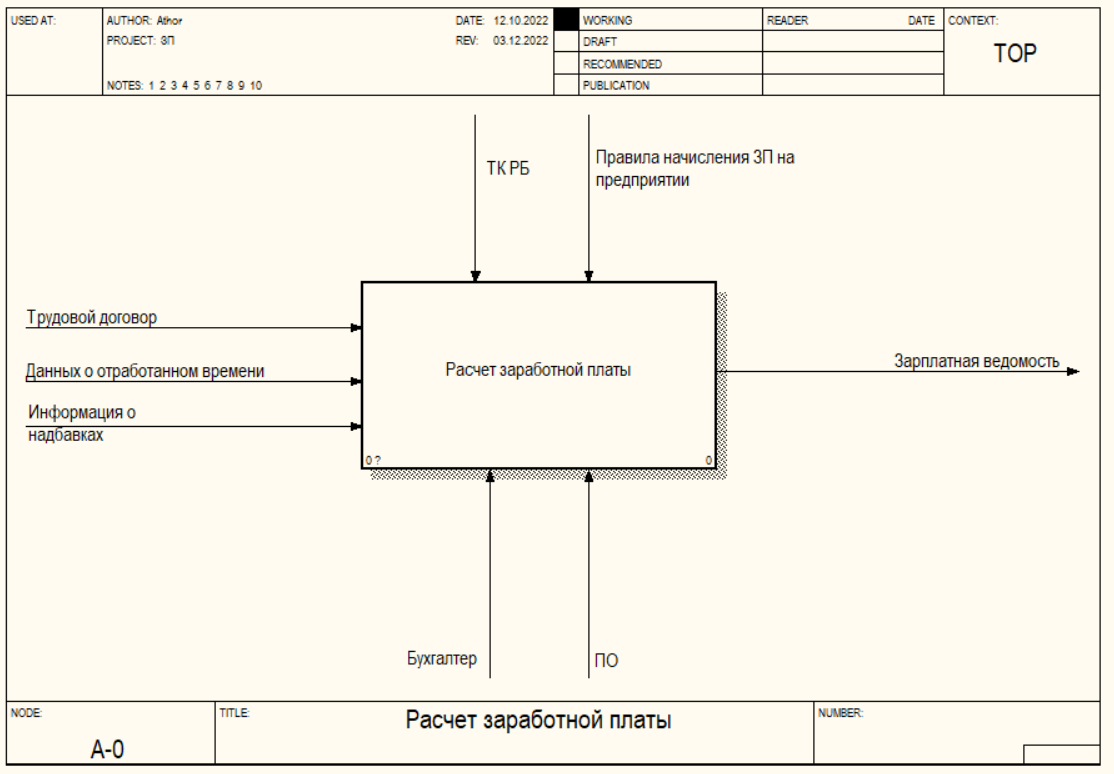 USED AT:
AUTHOR: Athor
DATE: 12.10.2022
WORKING
READER
DATE
CONTEXT:
PROJECT: ЗП
REV: 03.12.2022
DRAFT
TOP
RECOMMENDED
NOTES: 1 2 3 4 5 6 7 8 9 10
PUBLICATION
ТК РБ
Правила начисления ЗП на
предприятии
Трудовой договор
Данных о отработанном времени
Информация о
надбавках
Расчет заработной платы
Зарплатная ведомость
0 ?
0
Бухгалтер
ПО
NODE:
TITLE:
Расчет заработной платы
NUMBER:
A-0